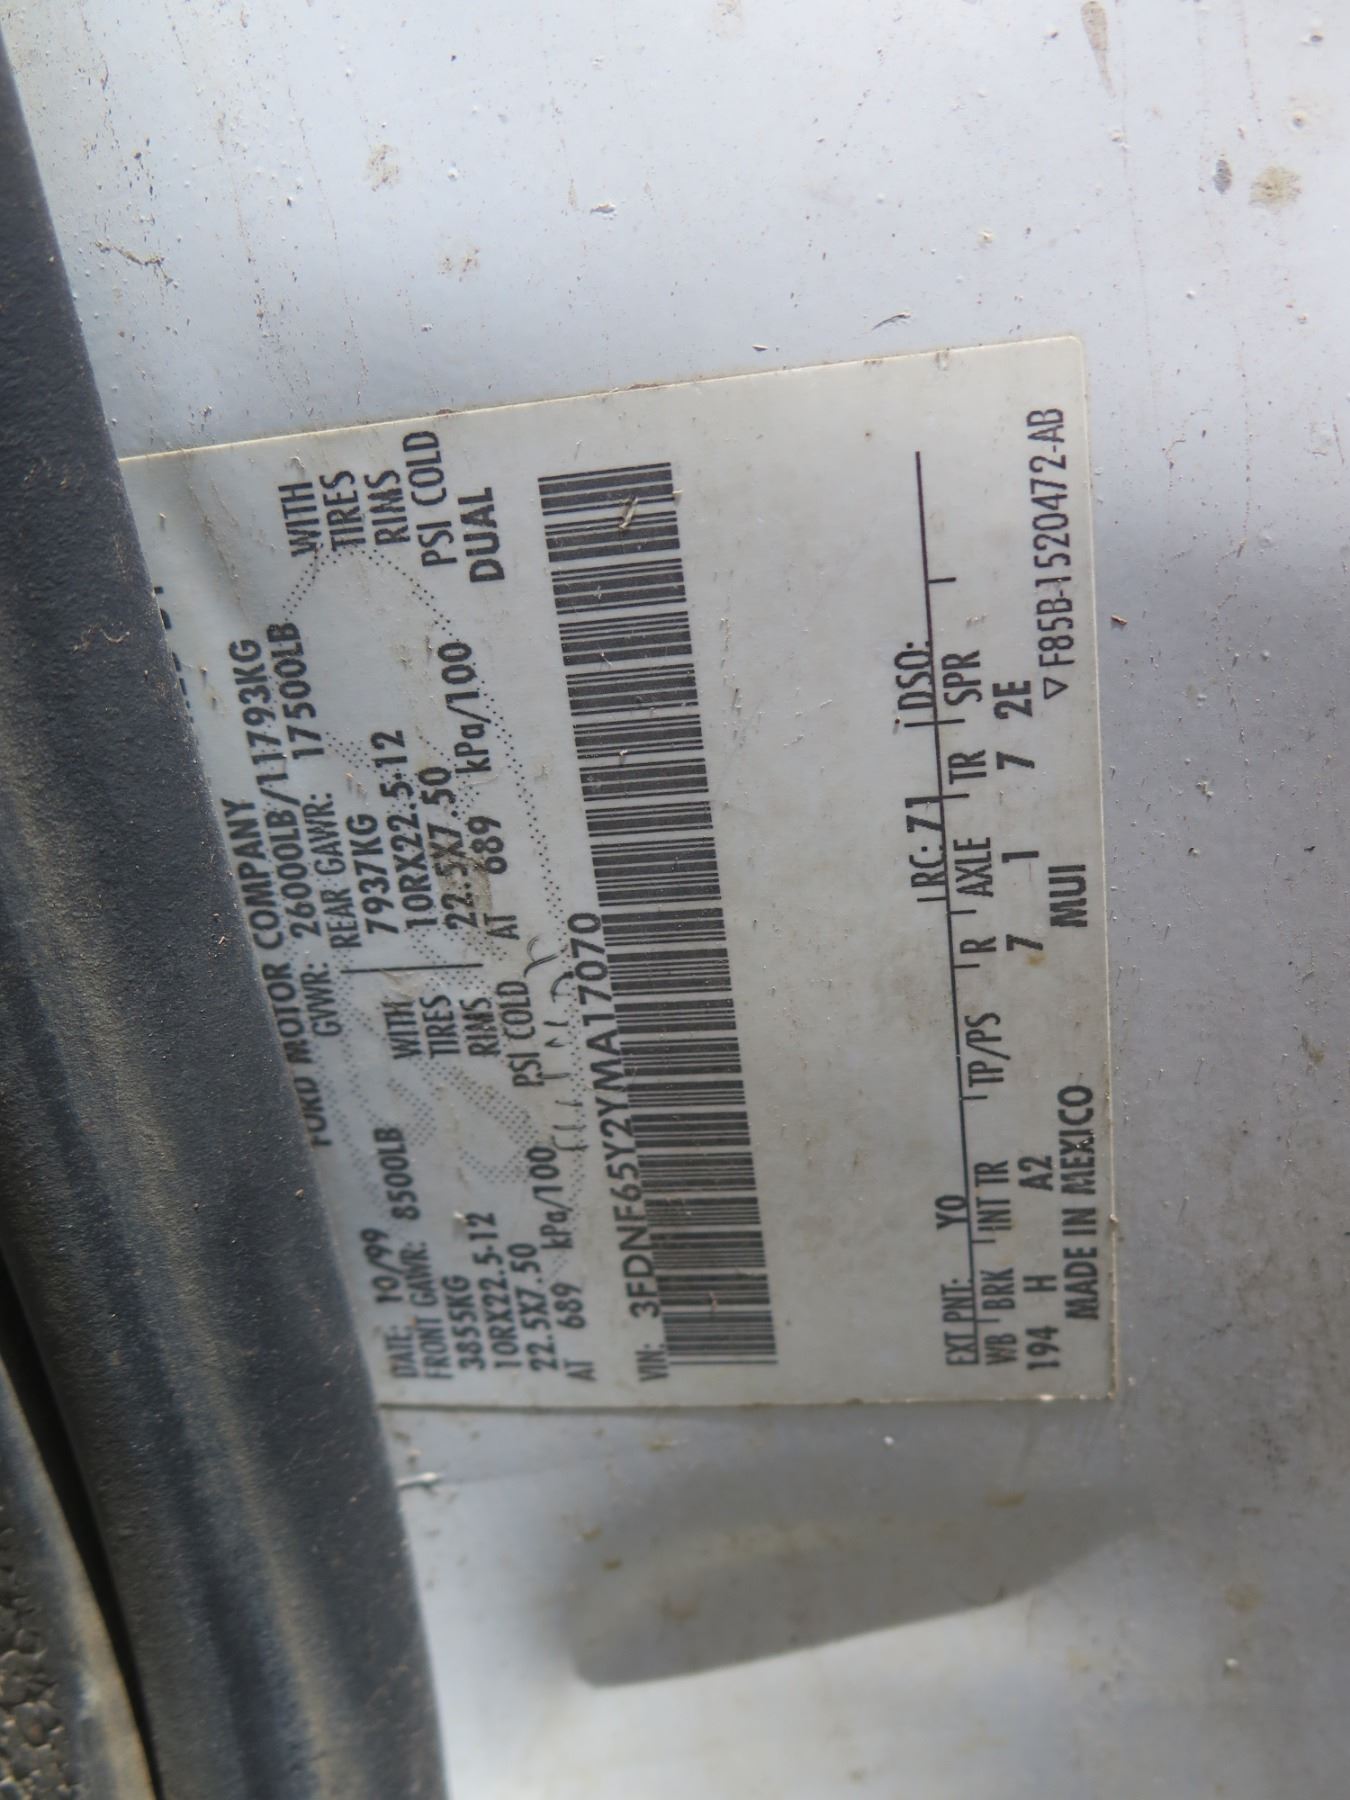 FORD MOTOR COMPANY
DATE: 10/99 GVWR: 26000LB/11793KG
FRONT GAWR: 8500LB REAR GAWR: 17500LB
3855KG WITH 7937KG WITH
10RX22.5-12 TIRES 10RX22.5-12 TIRES
22.5X7.50 RIMS 22.5X7.50 RIMS
AT 689 kPa/100 PSI COLD AT 689 kPa/100 PSI COLD
DUAL
VIN: 3FDNF65Y2YMA17070
EXT PNT: YO RC: 71 DSO:
WB BRK INT TR TP/PS R AXLE TR SPR
194 H A2 7 1 7 2E
MADE IN MEXICO MUI
▽ F85B-1520472-AB